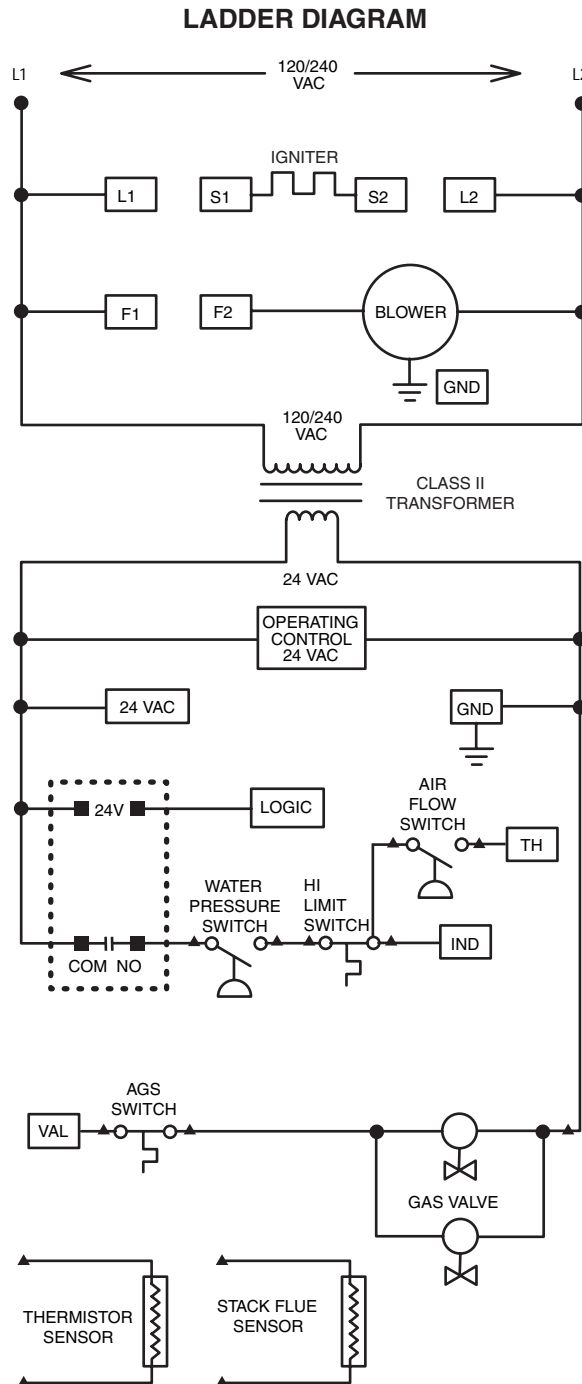 LADDER DIAGRAM
L1
120/240
VAC
L2
IGNITER
L1
S1
S2
L2
F1
F2
BLOWER
GND
120/240
VAC
CLASS II
TRANSFORMER
24 VAC
OPERATING
CONTROL
24 VAC
24 VAC
GND
24V
LOGIC
AIR
FLOW
SWITCH
TH
WATER
PRESSURE
SWITCH
HI
LIMIT
SWITCH
IND
COM NO
AGS
SWITCH
VAL
GAS VALVE
THERMISTOR
SENSOR
STACK FLUE
SENSOR